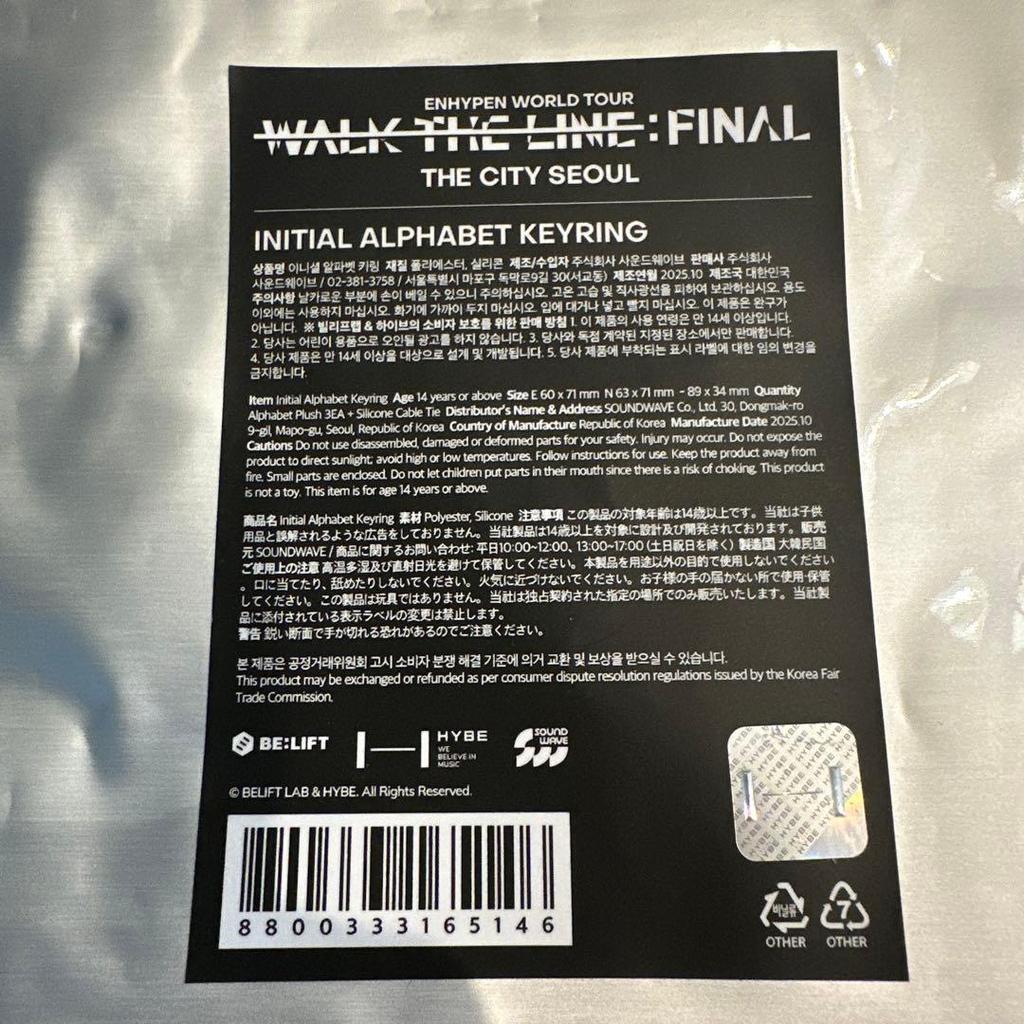 ENHYPEN WORLD TOUR
WALK THE LINE : FINAL
THE CITY SEOUL
INITIAL ALPHABET KEYRING
상품명 이니셜 알파벳 키링 재질 폴리에스터, 실리콘 제조/수입자 주식회사 사운드웨이브 판매사 주식회사
사운드웨이브 / 02-381-3758 / 서울특별시 마포구 독막로9길 30(서교동) 제조연월 2025.10 제조국 대한민국
주의사항 날카로운 부분에 손이 베일 수 있으니 주의하십시오. 고온 고습 및 직사광선을 피하여 보관하십시오. 용도
이외에는 사용하지 마십시오. 화기에 가까이 두지 마십시오. 입에 대거나 넣고 빨지 마십시오. 이 제품은 완구가
아닙니다. ※ 빌리프랩 & 하이브의 소비자 보호를 위한 판매 방침 1. 이 제품의 사용 연령은 만 14세 이상입니다.
2. 당사는 어린이 용품으로 오인될 광고를 하지 않습니다. 3. 당사와 독점 계약된 지정된 장소에서만 판매합니다.
4. 당사 제품은 만 14세 이상을 대상으로 설계 및 개발됩니다. 5. 당사 제품에 부착되는 표시 라벨에 대한 임의 변경을
금지합니다.
Item Initial Alphabet Keyring Age 14 years or above Size E 60 x 71 mm N 63 x 71 mm - 89 x 34 mm Quantity
Alphabet Plush 3EA + Silicone Cable Tie Distributor's Name & Address SOUNDWAVE Co., Ltd. 30, Dongmak-ro
9-gil, Mapo-gu, Seoul, Republic of Korea Country of Manufacture Republic of Korea Manufacture Date 2025.10
Cautions Do not use disassembled, damaged or deformed parts for your safety. Injury may occur. Do not expose the
product to direct sunlight; avoid high or low temperatures. Follow instructions for use. Keep the product away from
fire. Small parts are enclosed. Do not let children put parts in their mouth since there is a risk of choking. This product
is not a toy. This item is for age 14 years or above.
商品名 Initial Alphabet Keyring 素材 Polyester, Silicone 注意事項 この製品の対象年齢は14歳以上です。当社は子供
用品と誤解されるような広告をしておりません。当社製品は14歳以上を対象に設計及び開発されております。販売
元 SOUNDWAVE / 商品に関するお問い合わせ: 平日10:00~12:00、13:00~17:00 (土日祝日を除く) 製造国 大韓民国
ご使用上の注意 高温多湿及び直射日光を避けて保管してください。本製品を用途以外の目的で使用しないでください
。口に当てたり、舐めたりしないでください。火気に近づけないでください。お子様の手の届かない所で使用·保管
してください。この製品は玩具ではありません。当社は独占契約された指定の場所でのみ販売いたします。当社製
品に添付されている表示ラベルの変更は禁止します。
警告 鋭い断面で手が切れる恐れがあるのでご注意ください。
본 제품은 공정거래위원회 고시 소비자 분쟁 해결 기준에 의거 교환 및 보상을 받으실 수 있습니다.
This product may be exchanged or refunded as per consumer dispute resolution regulations issued by the Korea Fair
Trade Commission.
BE:LIFT
HYBE
WE
BELIEVE IN
MUSIC
SOUND
WAVE
© BELIFT LAB & HYBE. All Rights Reserved.
8800333165146
HYBE HYBE HYBE
비닐류
OTHER
7
OTHER